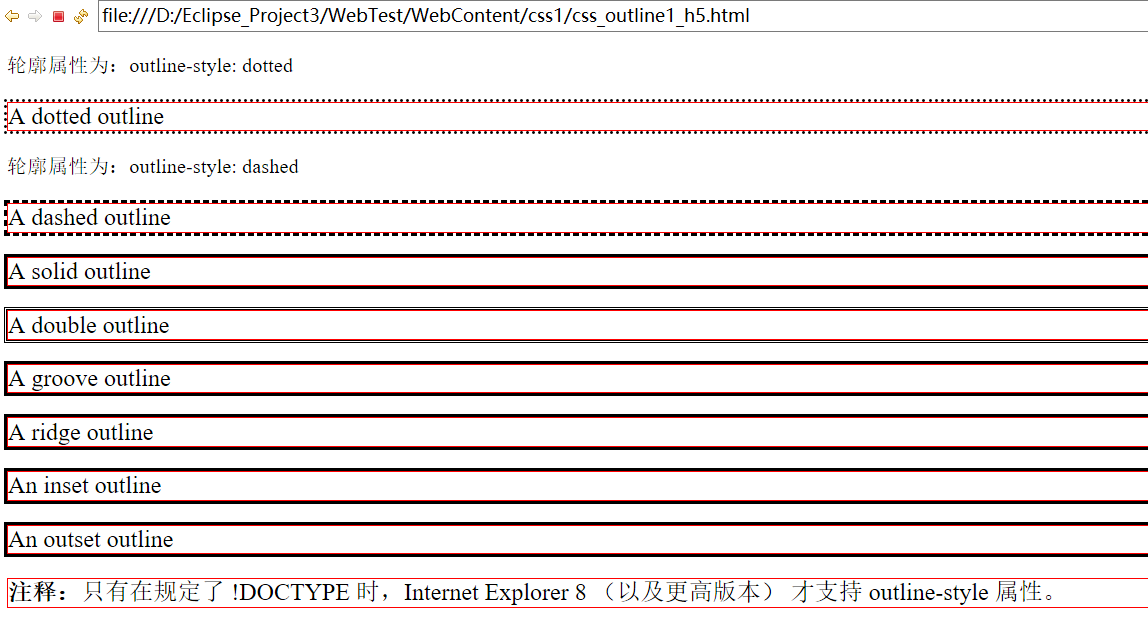 file:///D:/Eclipse_Project3/WebTest/WebContent/css1/css_outline1_h5.html
轮廓属性为：outline-style: dotted
A dotted outline
轮廓属性为：outline-style: dashed
A dashed outline
A solid outline
A double outline
A groove outline
A ridge outline
An inset outline
An outset outline
注释：只有在规定了 !DOCTYPE 时，Internet Explorer 8 （以及更高版本） 才支持 outline-style 属性。